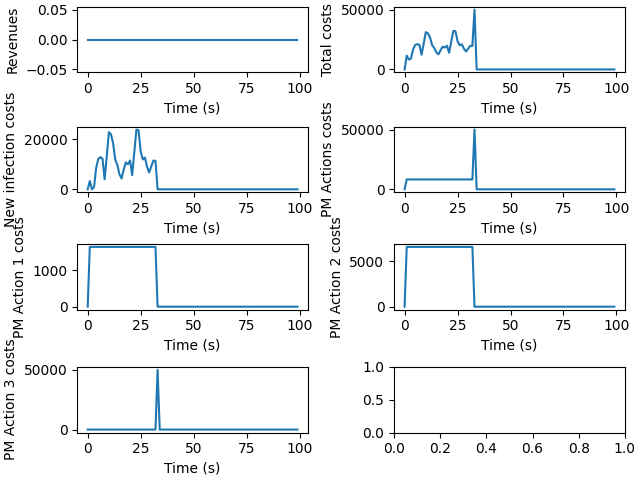 Revenues
0.05
0.00
−0.05
0 25 50 75 100
Time (s)
Total costs
50000
0
0 25 50 75 100
Time (s)
New infection costs
20000
0
0 25 50 75 100
Time (s)
PM Actions costs
50000
0
0 25 50 75 100
Time (s)
PM Action 1 costs
1000
0
0 25 50 75 100
Time (s)
PM Action 2 costs
5000
0
0 25 50 75 100
Time (s)
PM Action 3 costs
50000
0
0 25 50 75 100
Time (s)
1.0
0.5
0.0
0.0 0.2 0.4 0.6 0.8 1.0